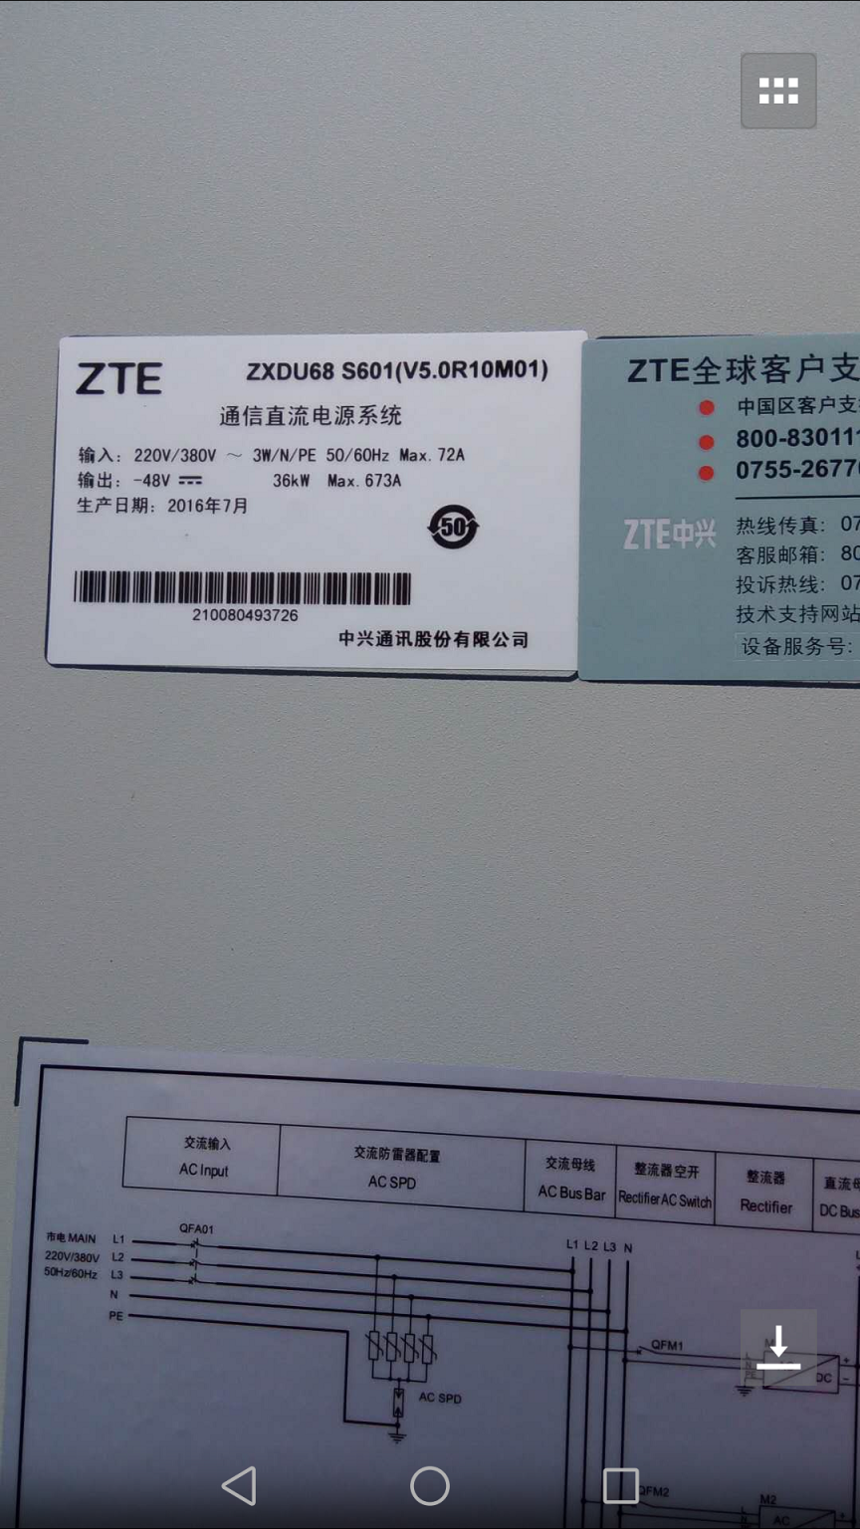 ZTE
ZXDU68 S601(V5.0R10M01)
通信直流电源系统
输入: 220V/380V ~ 3W/N/PE 50/60Hz Max. 72A
输出: -48V 36kW Max. 673A
生产日期: 2016年7月
50
210080493726
中兴通讯股份有限公司
ZTE全球客户支
中国区客户支
800-83011
0755-2677
ZTE中兴
热线传真: 07
客服邮箱: 80
投诉热线: 07
技术支持网站
设备服务号:
交流输入
AC Input
交流防雷器配置
AC SPD
交流母线
AC Bus Bar
整流器空开
Rectifier AC Switch
整流器
Rectifier
直流
DC Bus
市电 MAIN
220V/380V
50Hz/60Hz
L1
L2
L3
N
PE
QFA01
L1 L2 L3 N
AC SPD
QFM1
DC
QFM2
M2
AC